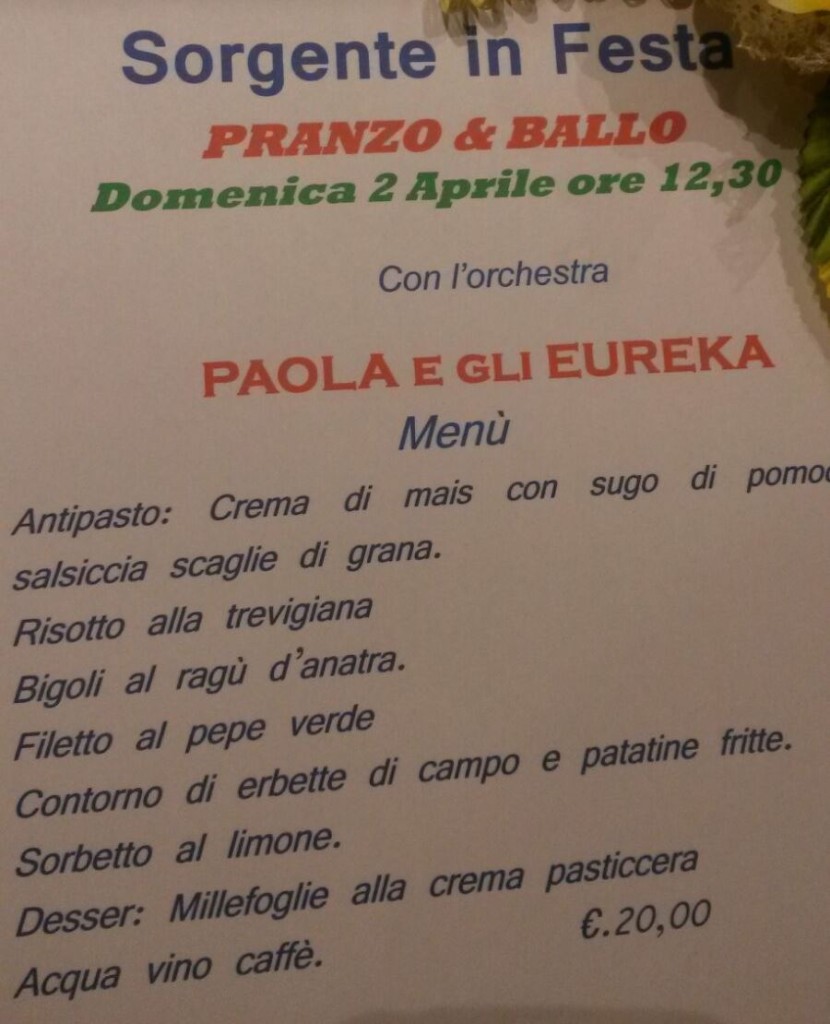 Sorgente in Festa
PRANZO & BALLO
Domenica 2 Aprile ore 12,30
Con l'orchestra
PAOLA E GLI EUREKA
Menù
Antipasto: Crema di mais con sugo di
salsiccia scaglie di grana.
Risotto alla trevigiana
Bigoli al ragù d'anatra.
Filetto al pepe verde
Contorno di erbette di campo e patatine fritte.
Sorbetto al limone.
Desser: Millefoglie alla crema pasticcera
Acqua vino caffè. €.20,00